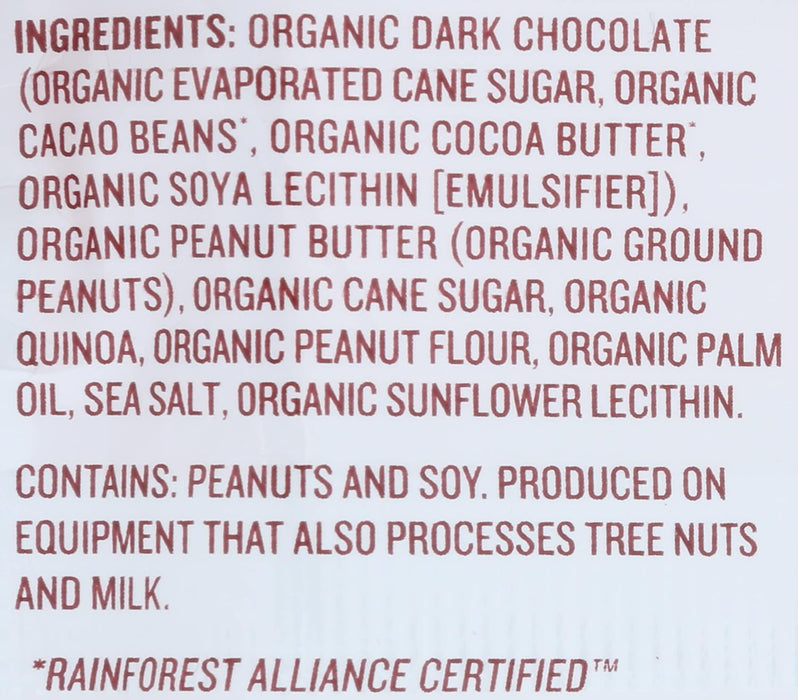 INGREDIENTS: ORGANIC DARK CHOCOLATE
(ORGANIC EVAPORATED CANE SUGAR, ORGANIC
CACAO BEANS*, ORGANIC COCOA BUTTER*,
ORGANIC SOYA LECITHIN [EMULSIFIER]),
ORGANIC PEANUT BUTTER (ORGANIC GROUND
PEANUTS), ORGANIC CANE SUGAR, ORGANIC
QUINOA, ORGANIC PEANUT FLOUR, ORGANIC PALM
OIL, SEA SALT, ORGANIC SUNFLOWER LECITHIN.
CONTAINS: PEANUTS AND SOY. PRODUCED ON
EQUIPMENT THAT ALSO PROCESSES TREE NUTS
AND MILK.
*RAINFOREST ALLIANCE CERTIFIED™